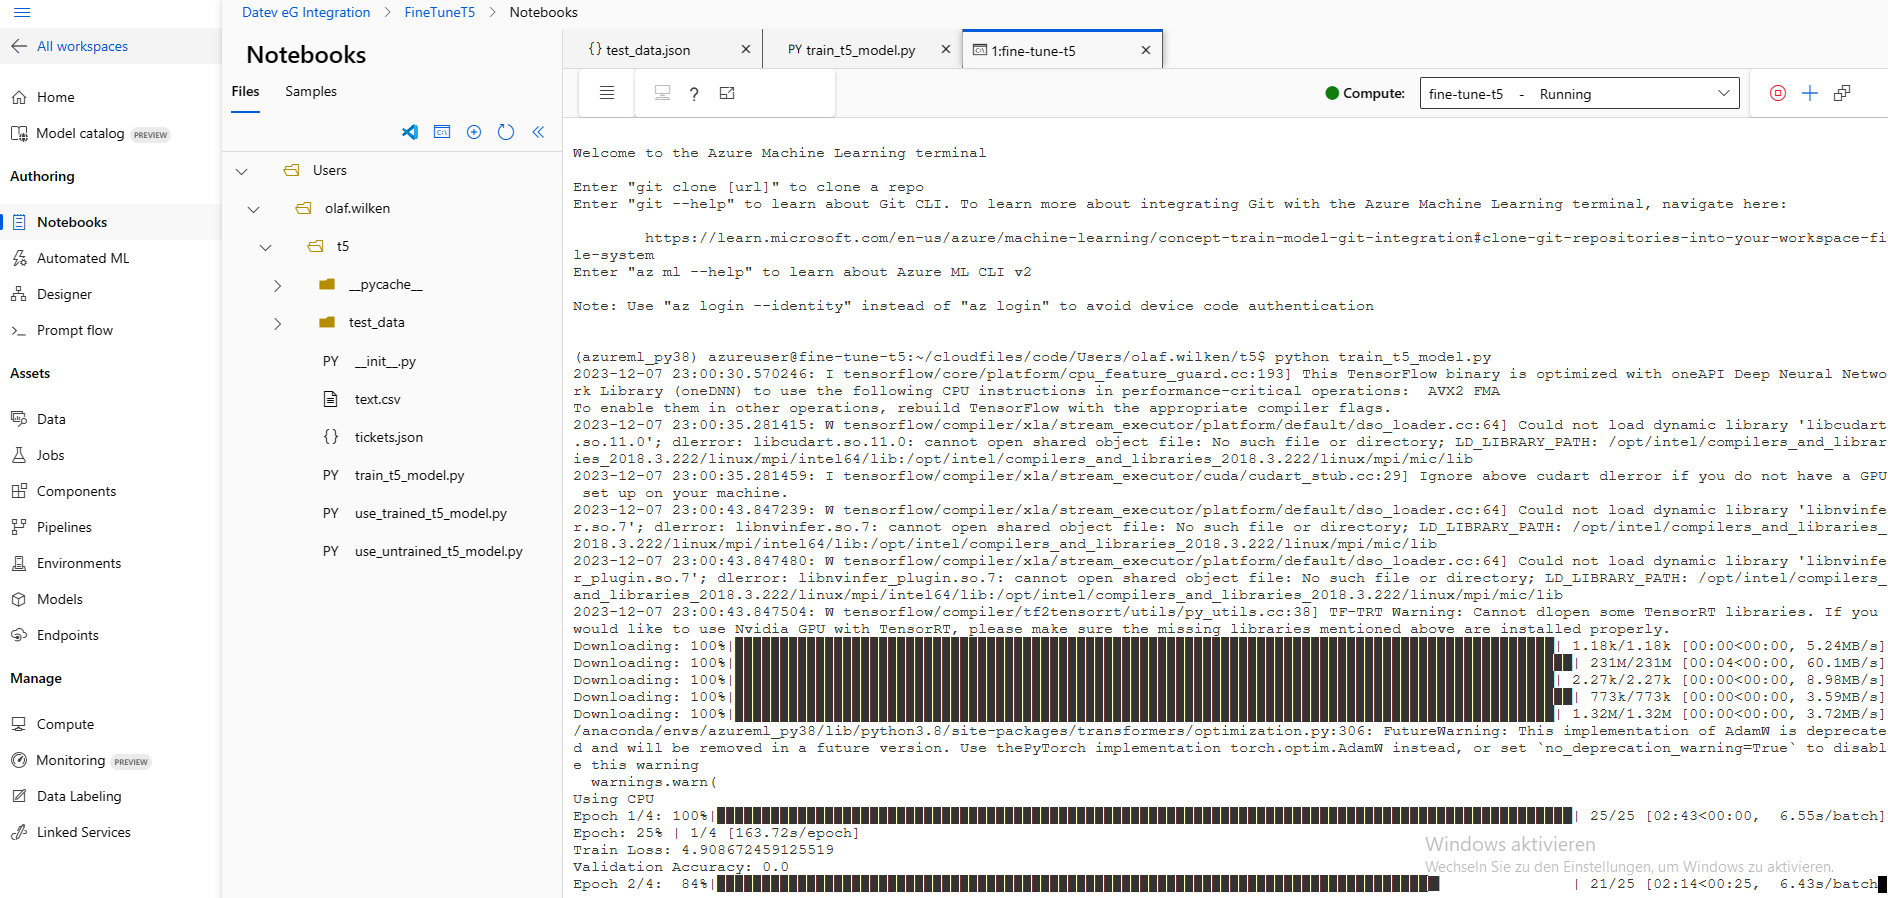 Datev eG Integration > FineTuneT5 > Notebooks
All workspaces
Home
Model catalog PREVIEW
Authoring
Notebooks
Automated ML
Designer
Prompt flow
Assets
Data
Jobs
Components
Pipelines
Environments
Models
Endpoints
Manage
Compute
Monitoring PREVIEW
Data Labeling
Linked Services
Notebooks
Files Samples
Users
olaf.wilken
t5
__pycache__
test_data
PY __init__.py
text.csv
{} tickets.json
PY train_t5_model.py
PY use_trained_t5_model.py
PY use_untrained_t5_model.py
{} test_data.json ×
PY train_t5_model.py ×
1:fine-tune-t5 ×
?
Compute: fine-tune-t5 - Running
Welcome to the Azure Machine Learning terminal
Enter "git clone [url]" to clone a repo
Enter "git --help" to learn about Git CLI. To learn more about integrating Git with the Azure Machine Learning terminal, navigate here:
https://learn.microsoft.com/en-us/azure/machine-learning/concept-train-model-git-integration#clone-git-repositories-into-your-workspace-fi
le-system
Enter "az ml --help" to learn about Azure ML CLI v2
Note: Use "az login --identity" instead of "az login" to avoid device code authentication
(azureml_py38) azureuser@fine-tune-t5:~/cloudfiles/code/Users/olaf.wilken/t5$ python train_t5_model.py
2023-12-07 23:00:30.570246: I tensorflow/core/platform/cpu_feature_guard.cc:193] This TensorFlow binary is optimized with oneAPI Deep Neural Netwo
rk Library (oneDNN) to use the following CPU instructions in performance-critical operations:  AVX2 FMA
To enable them in other operations, rebuild TensorFlow with the appropriate compiler flags.
2023-12-07 23:00:35.281415: W tensorflow/compiler/xla/stream_executor/platform/default/dso_loader.cc:64] Could not load dynamic library 'libcudart
.so.11.0'; dlerror: libcudart.so.11.0: cannot open shared object file: No such file or directory; LD_LIBRARY_PATH: /opt/intel/compilers_and_librar
ies_2018.3.222/linux/mpi/intel64/lib:/opt/intel/compilers_and_libraries_2018.3.222/linux/mpi/mic/lib
2023-12-07 23:00:35.281459: I tensorflow/compiler/xla/stream_executor/cuda/cudart_stub.cc:29] Ignore above cudart dlerror if you do not have a GPU
set up on your machine.
2023-12-07 23:00:43.847239: W tensorflow/compiler/xla/stream_executor/platform/default/dso_loader.cc:64] Could not load dynamic library 'libnvinfe
r.so.7'; dlerror: libnvinfer.so.7: cannot open shared object file: No such file or directory; LD_LIBRARY_PATH: /opt/intel/compilers_and_libraries_
2018.3.222/linux/mpi/intel64/lib:/opt/intel/compilers_and_libraries_2018.3.222/linux/mpi/mic/lib
2023-12-07 23:00:43.847480: W tensorflow/compiler/xla/stream_executor/platform/default/dso_loader.cc:64] Could not load dynamic library 'libnvinfe
r_plugin.so.7'; dlerror: libnvinfer_plugin.so.7: cannot open shared object file: No such file or directory; LD_LIBRARY_PATH: /opt/intel/compilers_
and_libraries_2018.3.222/linux/mpi/intel64/lib:/opt/intel/compilers_and_libraries_2018.3.222/linux/mpi/mic/lib
2023-12-07 23:00:43.847504: W tensorflow/compiler/tf2tensorrt/utils/py_utils.cc:38] TF-TRT Warning: Cannot dlopen some TensorRT libraries. If you
would like to use Nvidia GPU with TensorRT, please make sure the missing libraries mentioned above are installed properly.
Downloading: 100%| | 1.18k/1.18k [00:00<00:00, 5.24MB/s]
Downloading: 100%| | 231M/231M [00:04<00:00, 60.1MB/s]
Downloading: 100%| | 2.27k/2.27k [00:00<00:00, 8.98MB/s]
Downloading: 100%| | 773k/773k [00:00<00:00, 3.59MB/s]
Downloading: 100%| | 1.32M/1.32M [00:00<00:00, 3.72MB/s]
/anaconda/envs/azureml_py38/lib/python3.8/site-packages/transformers/optimization.py:306: FutureWarning: This implementation of AdamW is deprecate
d and will be removed in a future version. Use thePyTorch implementation torch.optim.AdamW instead, or set `no_deprecation_warning=True` to disabl
e this warning
warnings.warn(
Using CPU
Epoch 1/4: 100%| | 25/25 [02:43<00:00,  6.55s/batch]
Epoch: 25% | 1/4 [163.72s/epoch]
Train Loss: 4.908672459125519
Validation Accuracy: 0.0
Epoch 2/4:  84%| | 21/25 [02:14<00:25,  6.43s/batch
Windows aktivieren
Wechseln Sie zu den Einstellungen, um Windows zu aktivieren.